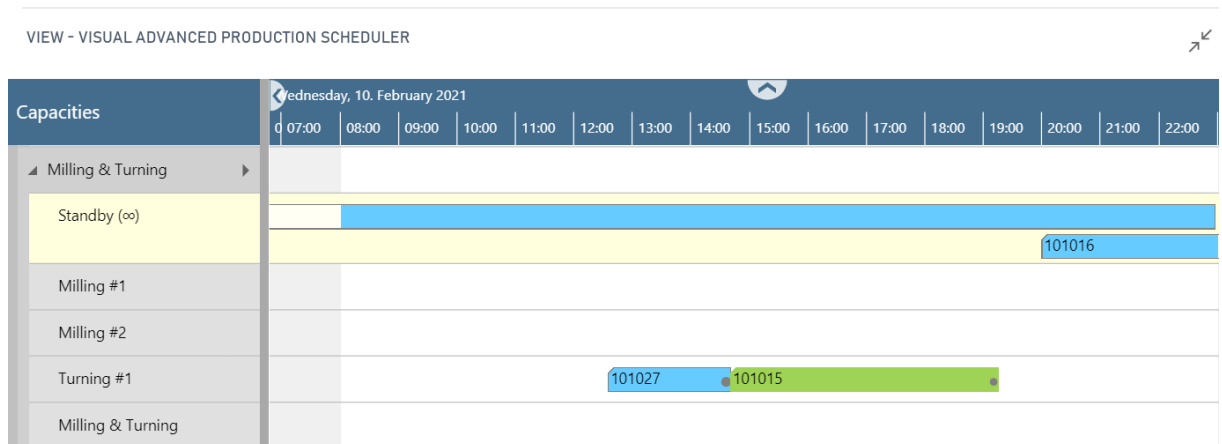 VIEW - VISUAL ADVANCED PRODUCTION SCHEDULER
Capacities
ednesday, 10. February 2021
0 07:00 08:00 09:00 10:00 11:00 12:00 13:00 14:00 15:00 16:00 17:00 18:00 19:00 20:00 21:00 22:00
Milling & Turning
Standby (∞)
101016
Milling #1
Milling #2
Turning #1 101027 101015
Milling & Turning